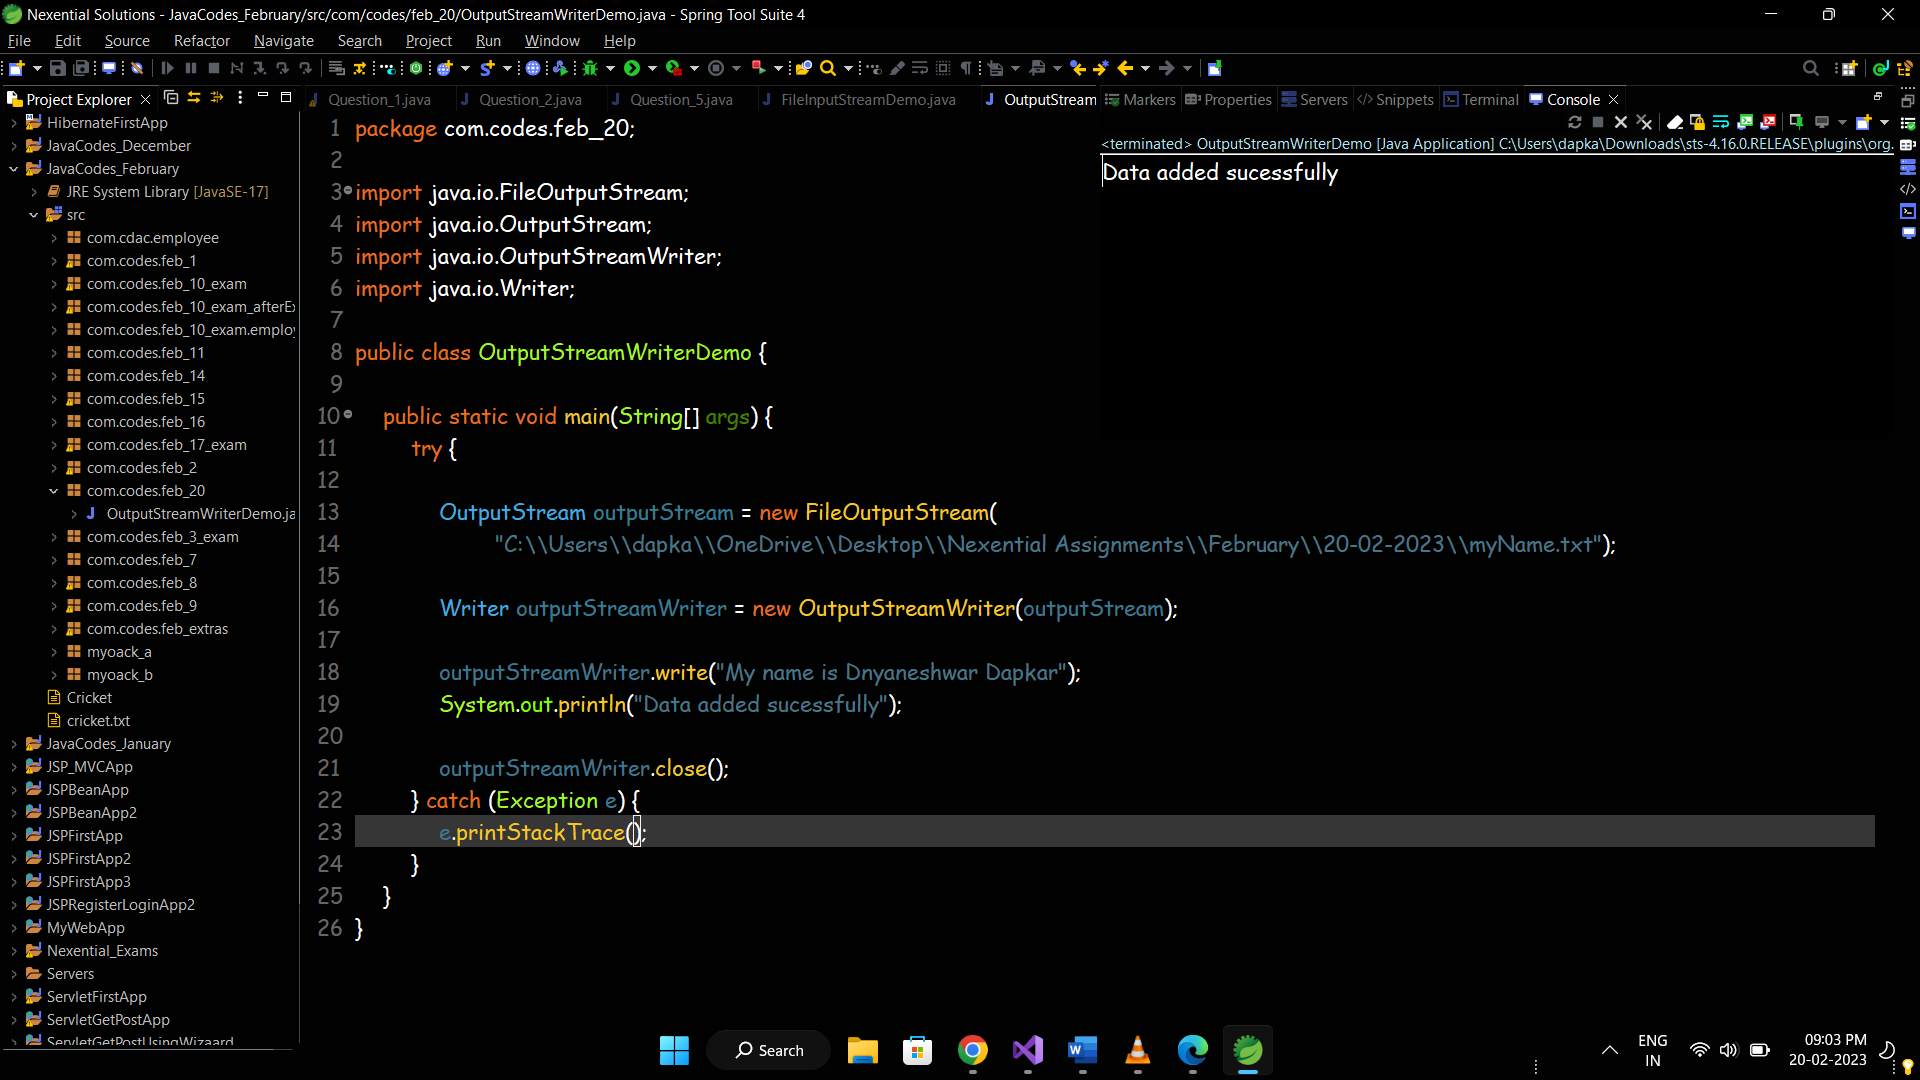 Nexential Solutions - JavaCodes_February/src/com/codes/feb_20/OutputStreamWriterDemo.java - Spring Tool Suite 4
File Edit Source Refactor Navigate Search Project Run Window Help
Project Explorer
HibernateFirstApp
JavaCodes_December
JavaCodes_February
JRE System Library [JavaSE-17]
src
com.cdac.employee
com.codes.feb_1
com.codes.feb_10_exam
com.codes.feb_10_exam_afterEx
com.codes.feb_10_exam.employ
com.codes.feb_11
com.codes.feb_14
com.codes.feb_15
com.codes.feb_16
com.codes.feb_17_exam
com.codes.feb_2
com.codes.feb_20
OutputStreamWriterDemo.ja
com.codes.feb_3_exam
com.codes.feb_7
com.codes.feb_8
com.codes.feb_9
com.codes.feb_extras
myoack_a
myoack_b
Cricket
cricket.txt
JavaCodes_January
JSP_MVCApp
JSPBeanApp
JSPBeanApp2
JSPFirstApp
JSPFirstApp2
JSPFirstApp3
JSPRegisterLoginApp2
MyWebApp
Nexential_Exams
Servers
ServletFirstApp
ServletGetPostApp
ServletGetPostUsingWizaard
Question_1.java Question_2.java Question_5.java FileInputStreamDemo.java OutputStream
1 package com.codes.feb_20;
2
3 import java.io.FileOutputStream;
4 import java.io.OutputStream;
5 import java.io.OutputStreamWriter;
6 import java.io.Writer;
7
8 public class OutputStreamWriterDemo {
9
10 public static void main(String[] args) {
11 try {
12
13 OutputStream outputStream = new FileOutputStream(
14 "C:\\Users\\dapka\\OneDrive\\Desktop\\Nexential Assignments\\February\\20-02-2023\\myName.txt");
15
16 Writer outputStreamWriter = new OutputStreamWriter(outputStream);
17
18 outputStreamWriter.write("My name is Dnyaneshwar Dapkar");
19 System.out.println("Data added sucessfully");
20
21 outputStreamWriter.close();
22 } catch (Exception e) {
23 e.printStackTrace();
24 }
25 }
26 }
Markers Properties Servers Snippets Terminal Console
<terminated> OutputStreamWriterDemo [Java Application] C:\Users\dapka\Downloads\sts-4.16.0.RELEASE\plugins\org.
Data added sucessfully
Search
ENG
IN
09:03 PM
20-02-2023